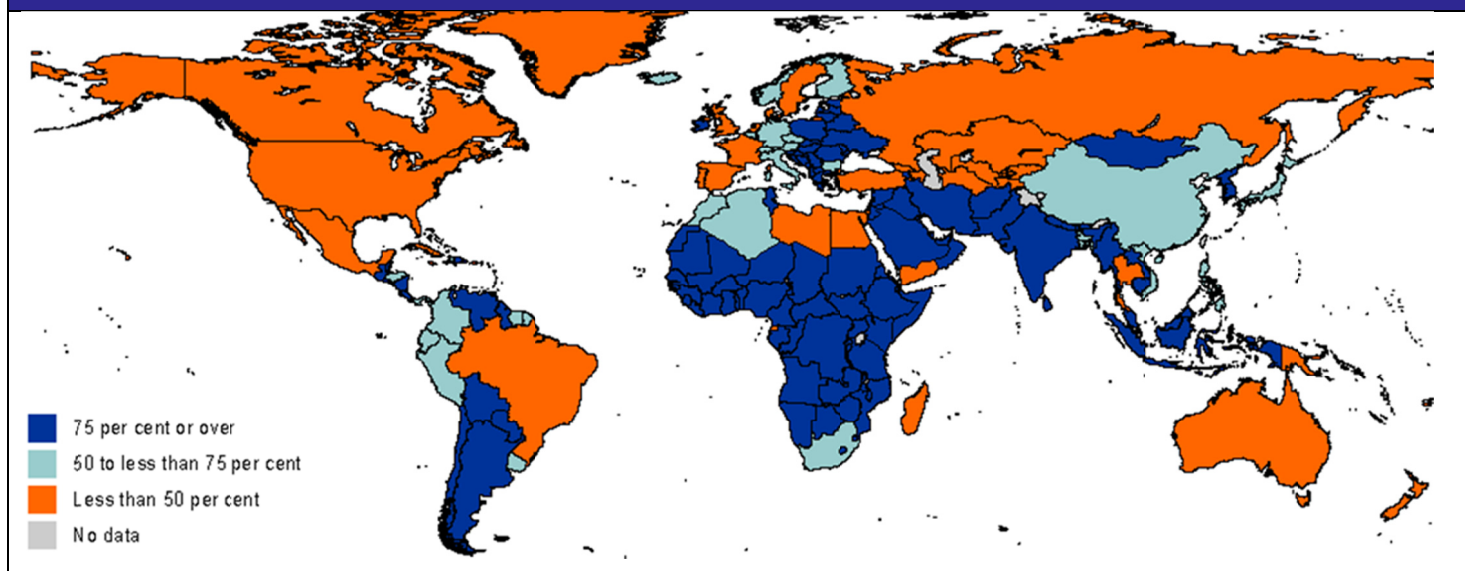 75 per cent or over
50 to less than 75 per cent
Less than 50 per cent
No data